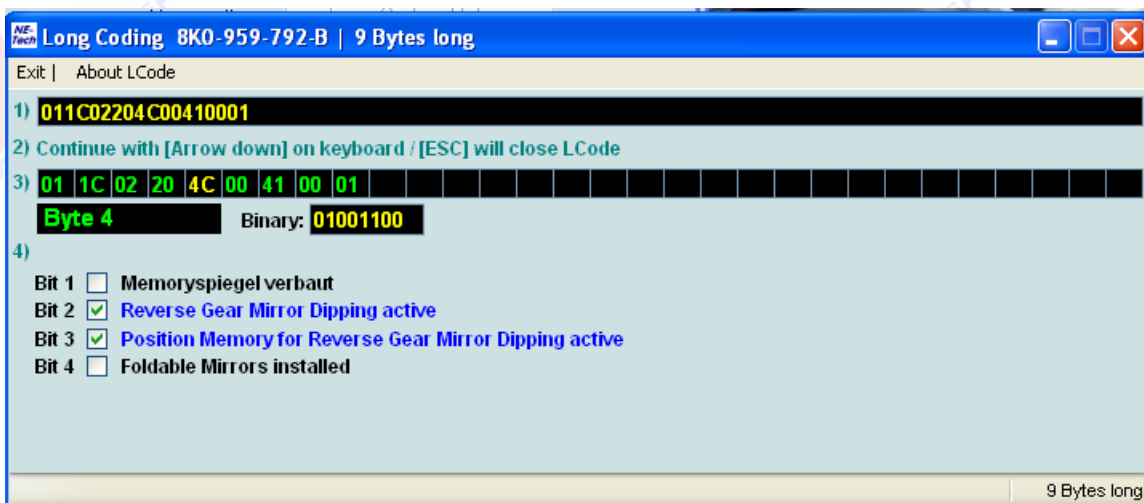 NE-Tech Long Coding 8K0-959-792-B | 9 Bytes long
Exit | About LCode
1) 011C02204C00410001
2) Continue with [Arrow down] on keyboard / [ESC] will close LCode
3) 01 1C 02 20 4C 00 41 00 01
Byte 4 Binary: 01001100
4)
Bit 1 Memoryspiegel verbaut
Bit 2 Reverse Gear Mirror Dipping active
Bit 3 Position Memory for Reverse Gear Mirror Dipping active
Bit 4 Foldable Mirrors installed
9 Bytes long